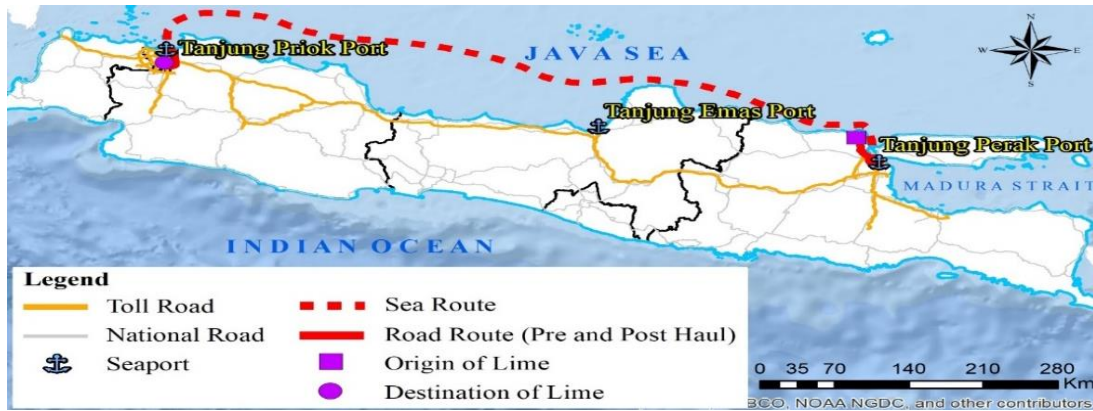 N
W E
S
Tanjung Priok Port
JAVA SEA
Tanjung Emas Port
Tanjung Perak Port
MADURA STRAIT
INDIAN OCEAN
Legend
Toll Road
National Road
Seaport
Sea Route
Road Route (Pre and Post Haul)
Origin of Lime
Destination of Lime
0 35 70 140 210 280
Km
BCO, NOAA NGDC, and other contributors